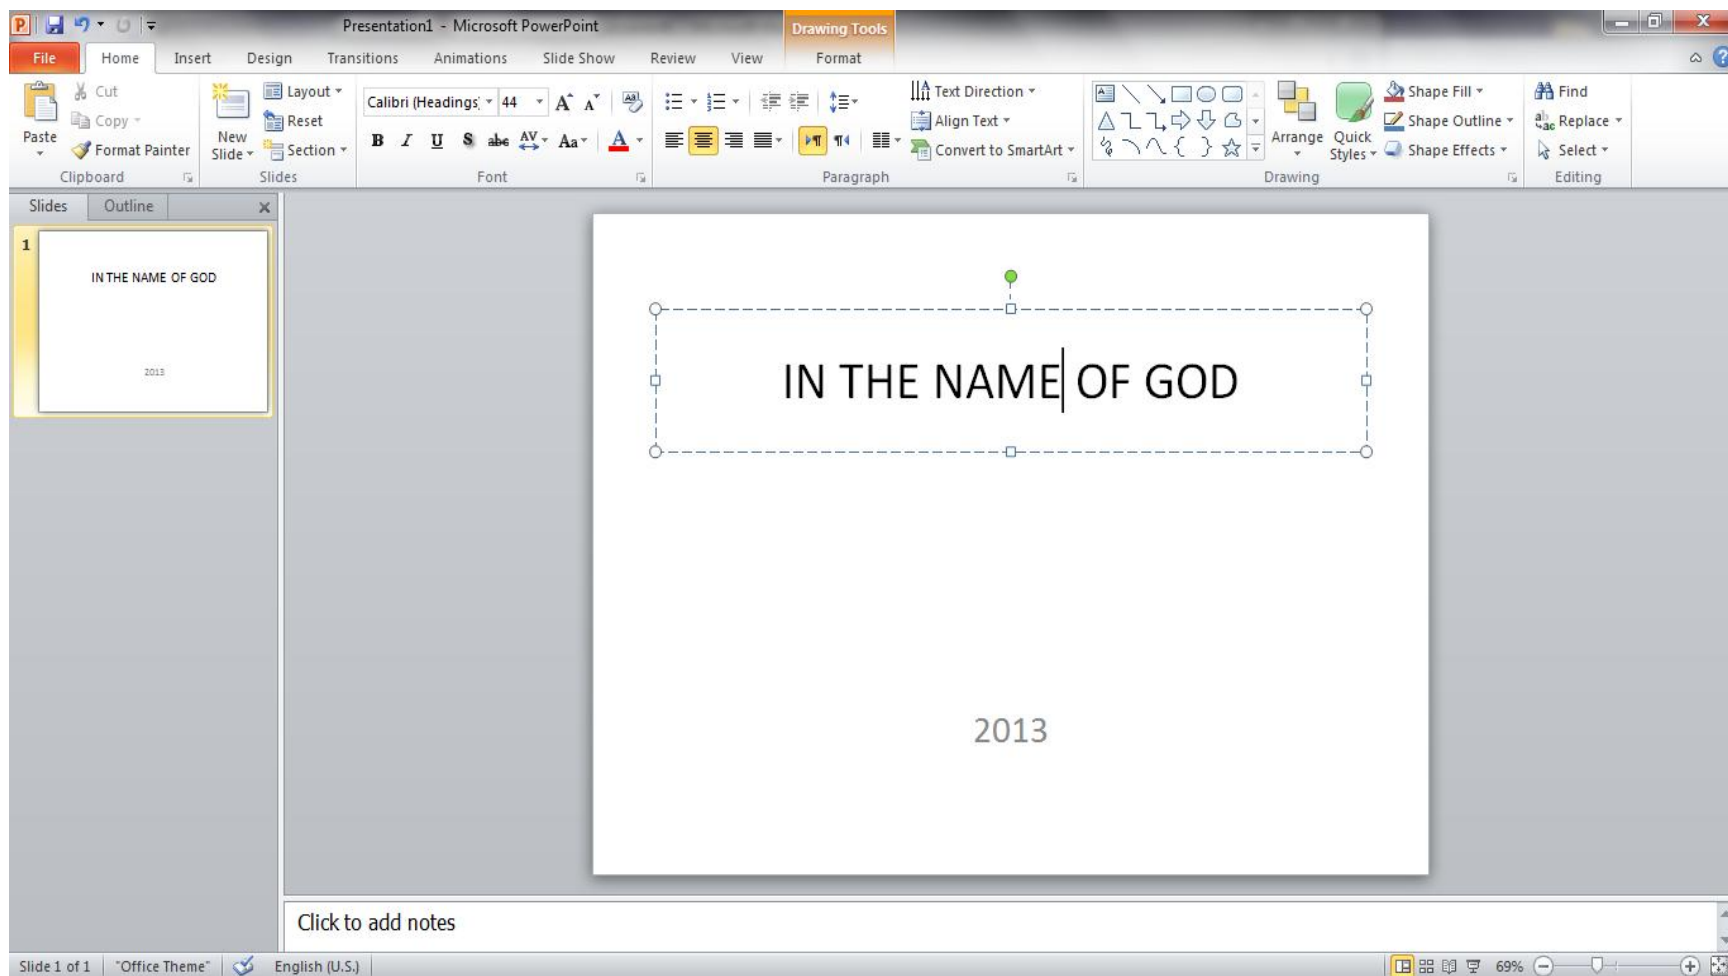 Presentation1 - Microsoft PowerPoint
Drawing Tools
File Home Insert Design Transitions Animations Slide Show Review View Format
Paste
Cut
Copy
Format Painter
Clipboard
New Slide
Layout
Reset
Section
Slides
Calibri (Headings) 44
B I U S abc AV Aa A
Font
Text Direction
Align Text
Convert to SmartArt
Paragraph
Arrange
Quick Styles
Shape Fill
Shape Outline
Shape Effects
Drawing
Find
Replace
Select
Editing
Slides Outline
1
IN THE NAME OF GOD
2013
IN THE NAME OF GOD
2013
Click to add notes
Slide 1 of 1 "Office Theme" English (U.S.) 69%